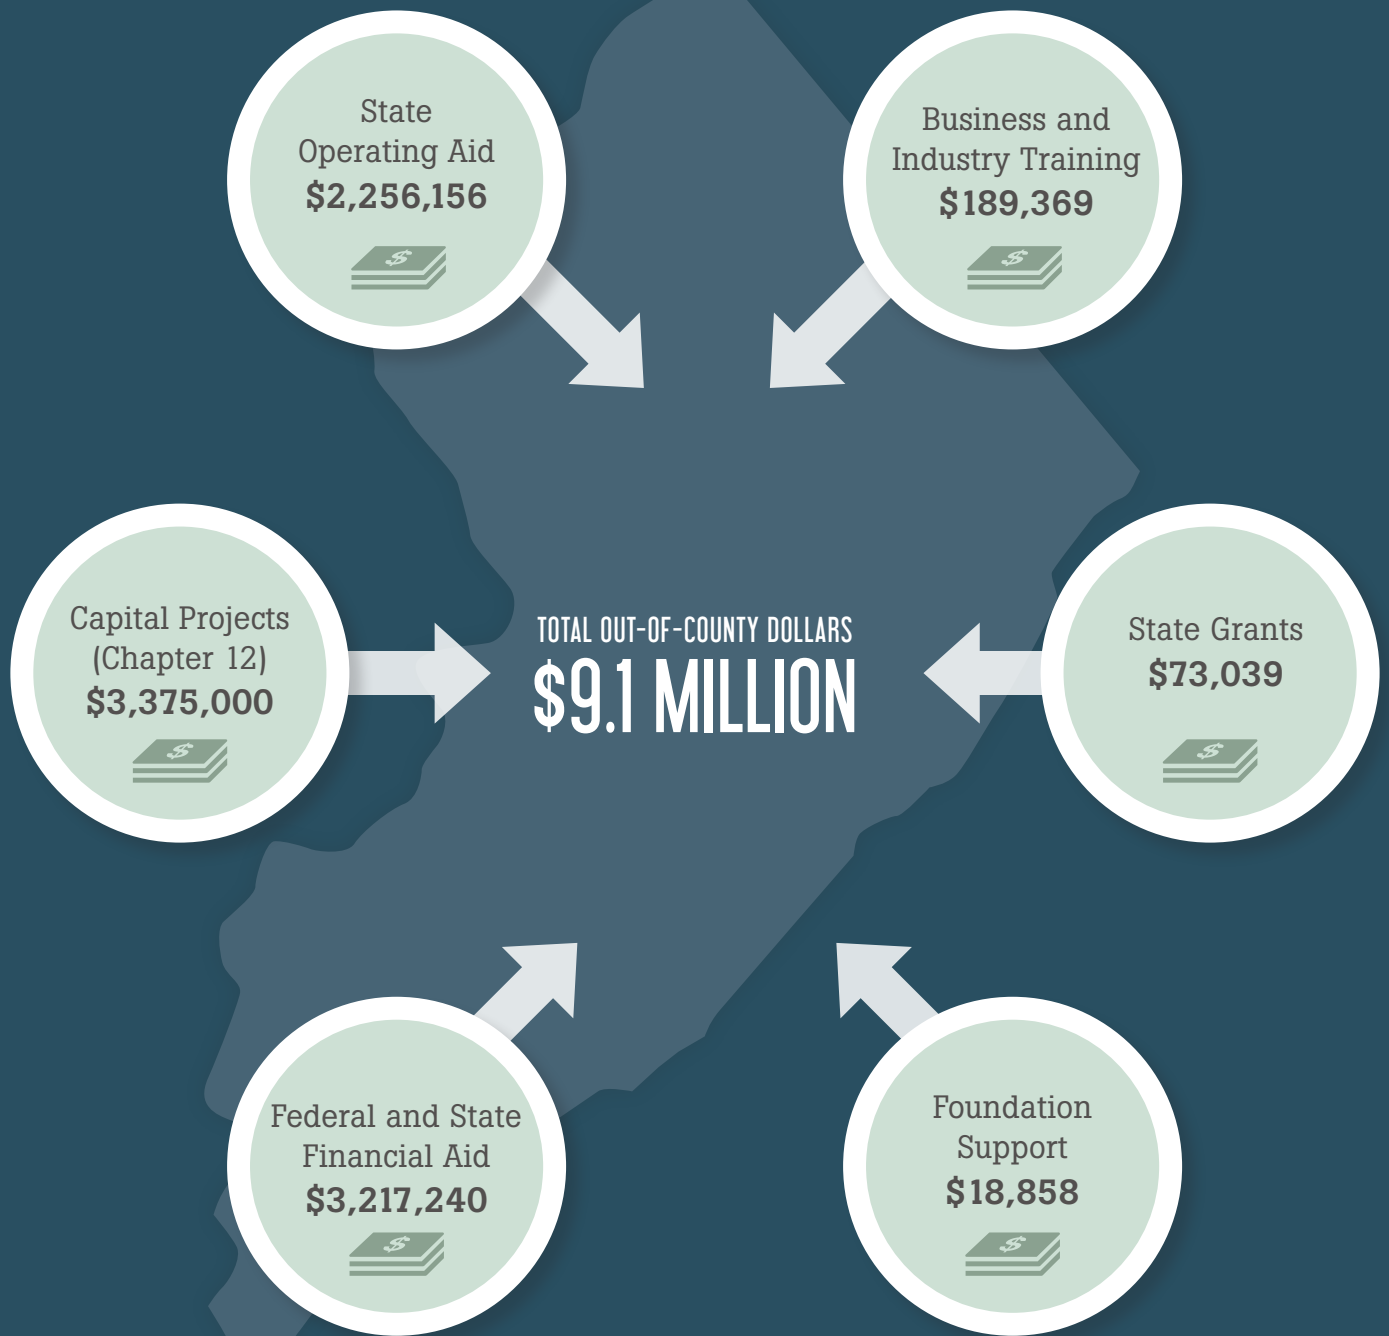 State
Operating Aid
$2,256,156
$
Business and
Industry Training
$189,369
$
Capital Projects
(Chapter 12)
$3,375,000
$
TOTAL OUT-OF-COUNTY DOLLARS
$9.1 MILLION
State Grants
$73,039
$
Federal and State
Financial Aid
$3,217,240
$
Foundation
Support
$18,858
$